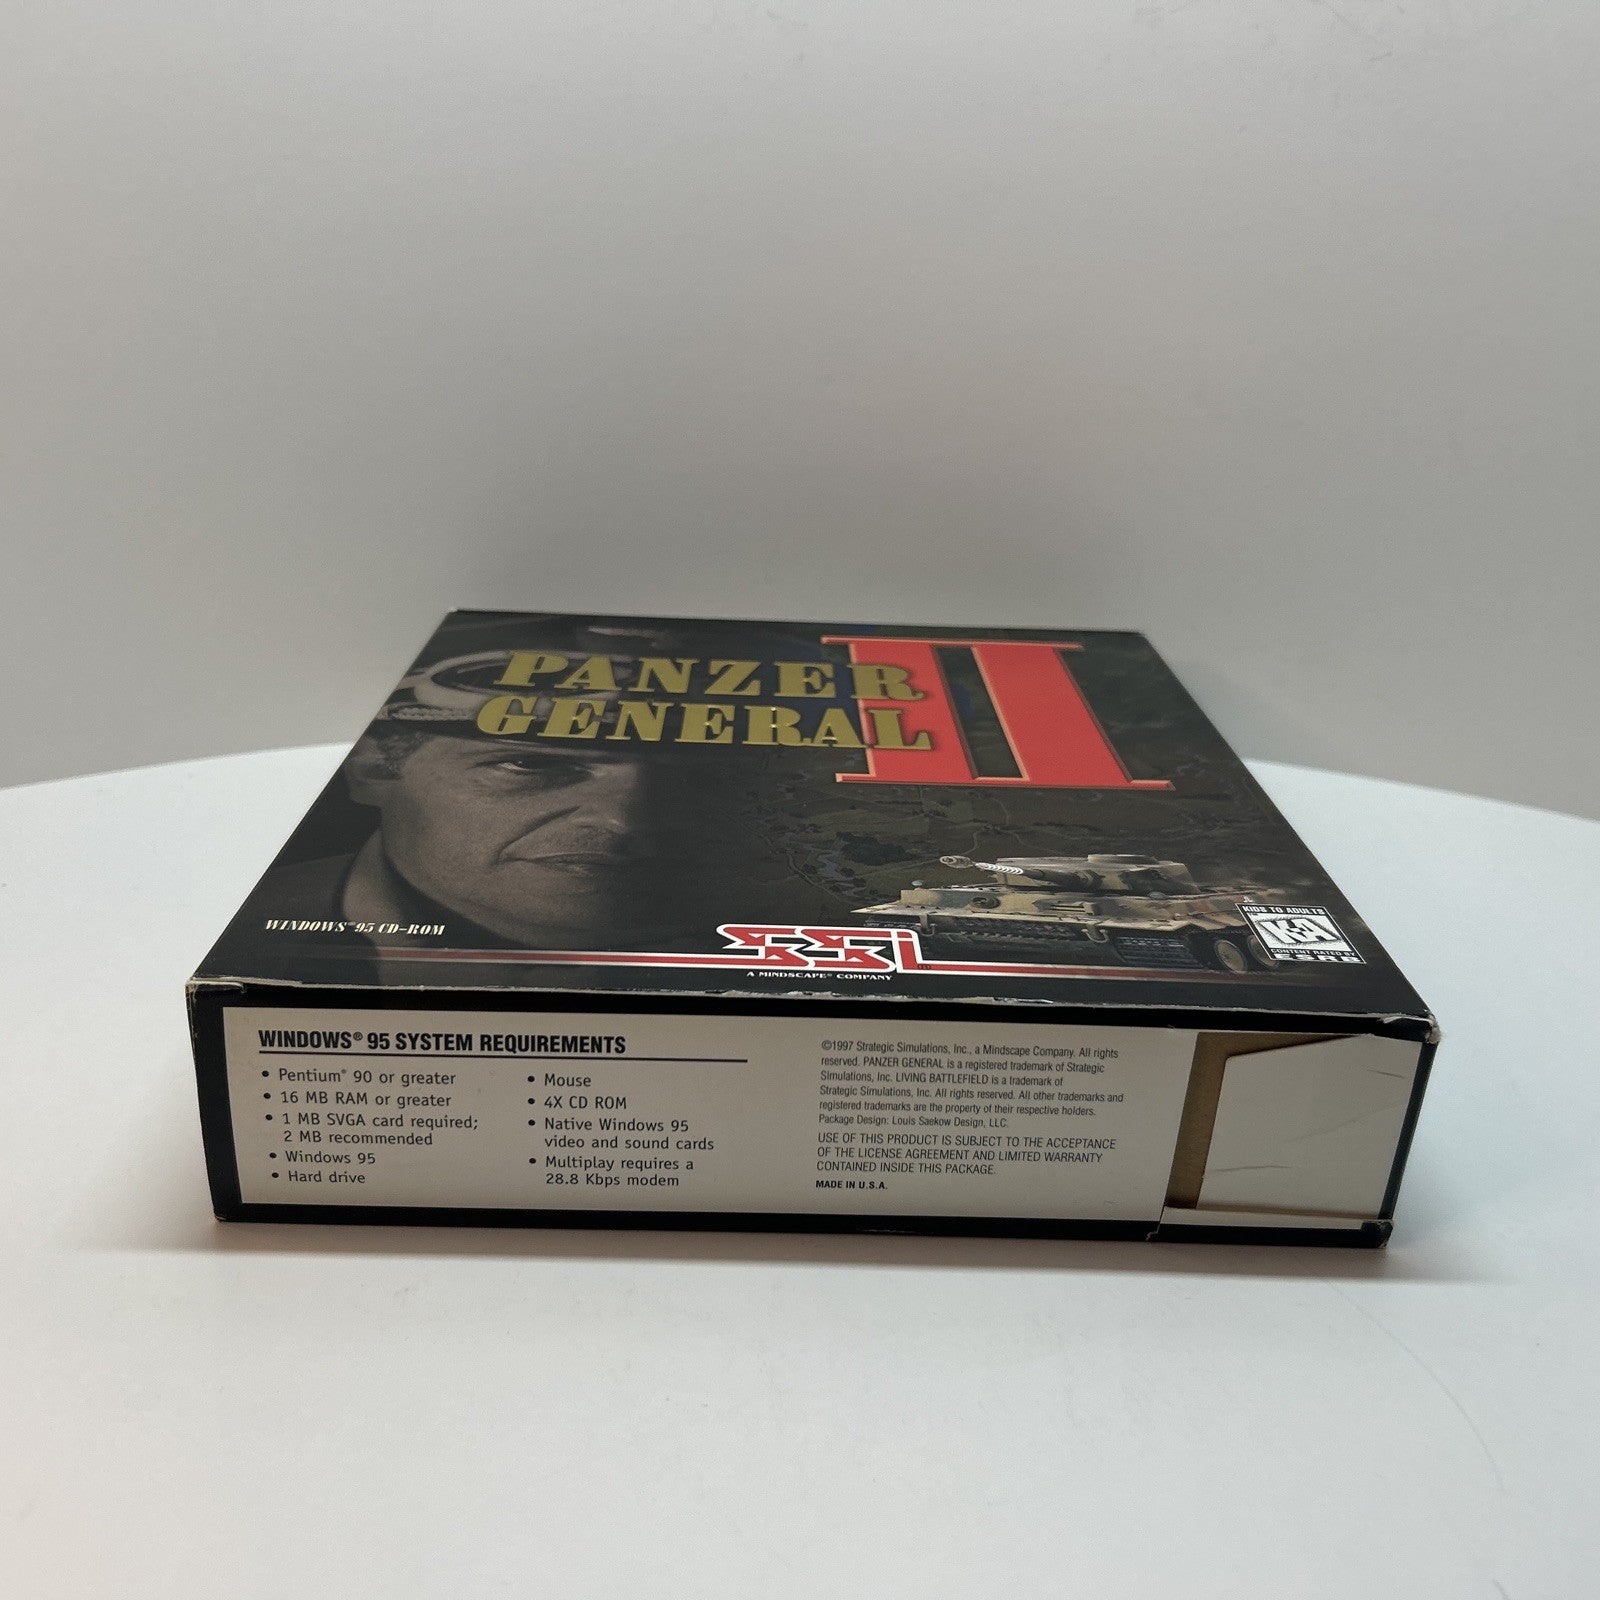 PANZER
GENERAL
II
WINDOWS® 95 CD-ROM
SSI
A MINDSCAPE® COMPANY
KIDS TO ADULTS
K-A
CONTENT RATED BY
ESRB
WINDOWS® 95 SYSTEM REQUIREMENTS
• Pentium® 90 or greater
• 16 MB RAM or greater
• 1 MB SVGA card required;
2 MB recommended
• Windows 95
• Hard drive
• Mouse
• 4X CD ROM
• Native Windows 95
video and sound cards
• Multiplay requires a
28.8 Kbps modem
©1997 Strategic Simulations, Inc., a Mindscape Company. All rights
reserved. PANZER GENERAL is a registered trademark of Strategic
Simulations, Inc. LIVING BATTLEFIELD is a trademark of
Strategic Simulations, Inc. All rights reserved. All other trademarks and
registered trademarks are the property of their respective holders.
Package Design: Louis Saekow Design, LLC.
USE OF THIS PRODUCT IS SUBJECT TO THE ACCEPTANCE
OF THE LICENSE AGREEMENT AND LIMITED WARRANTY
CONTAINED INSIDE THIS PACKAGE.
MADE IN U.S.A.